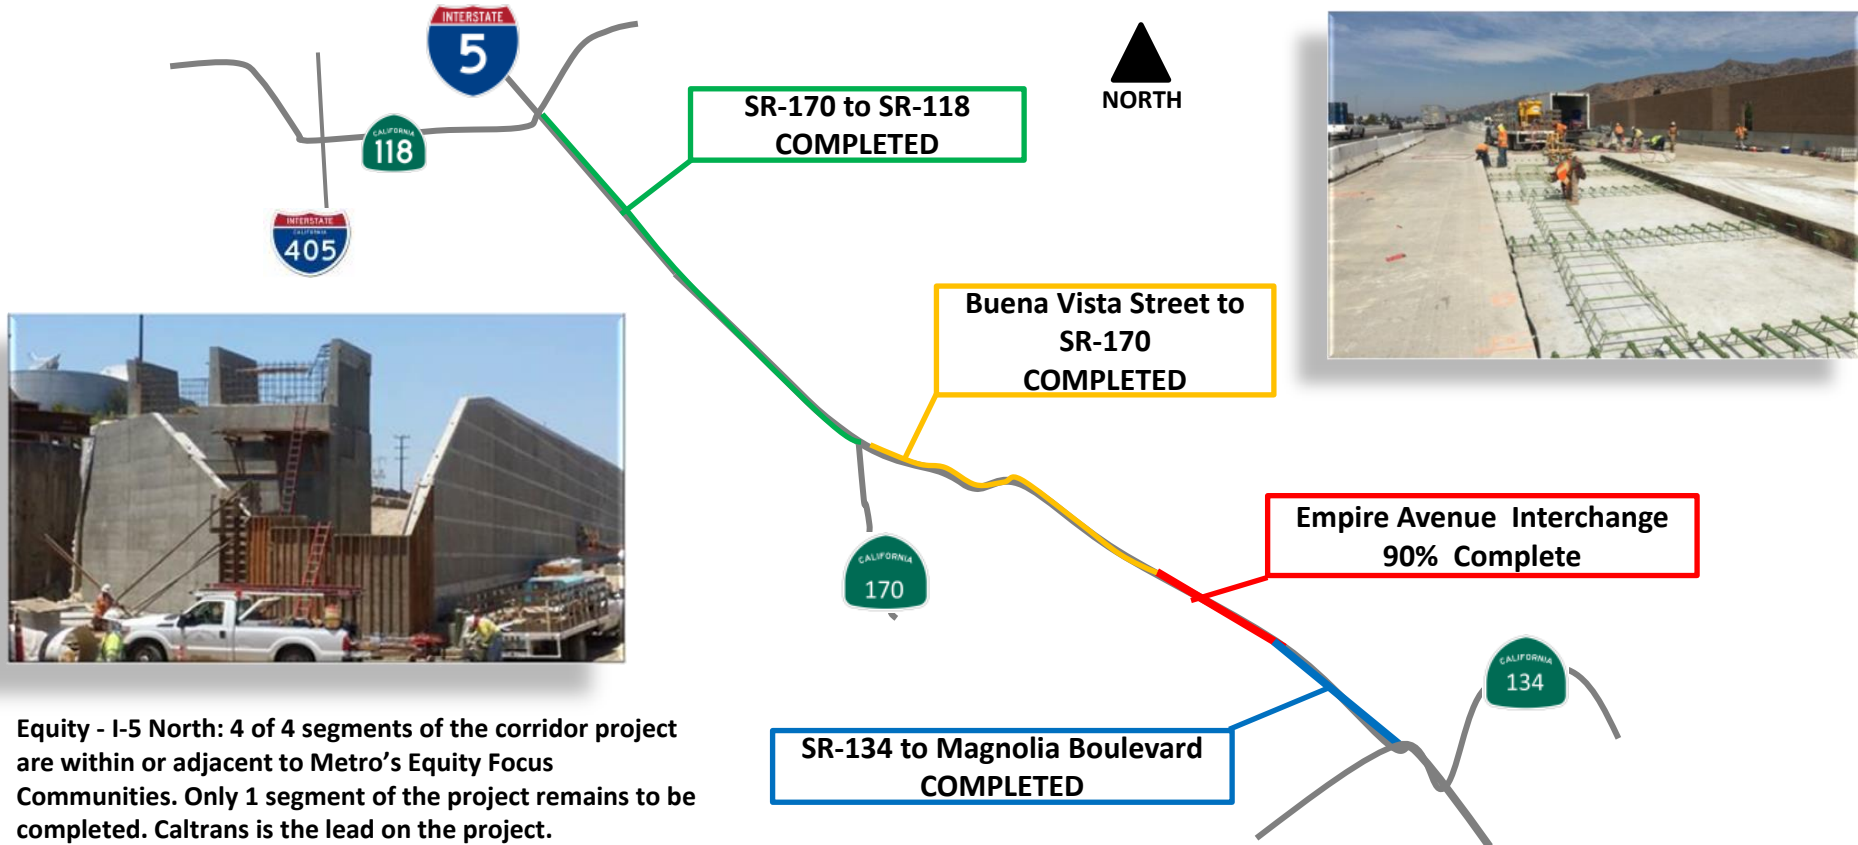 INTERSTATE
5
SR-170 to SR-118
COMPLETED
NORTH
CALIFORNIA
118
INTERSTATE
CALIFORNIA
405
Buena Vista Street to
SR-170
COMPLETED
Empire Avenue Interchange
90% Complete
CALIFORNIA
170
CALIFORNIA
134
SR-134 to Magnolia Boulevard
COMPLETED
Equity - I-5 North: 4 of 4 segments of the corridor project
are within or adjacent to Metro's Equity Focus
Communities. Only 1 segment of the project remains to be
completed. Caltrans is the lead on the project.